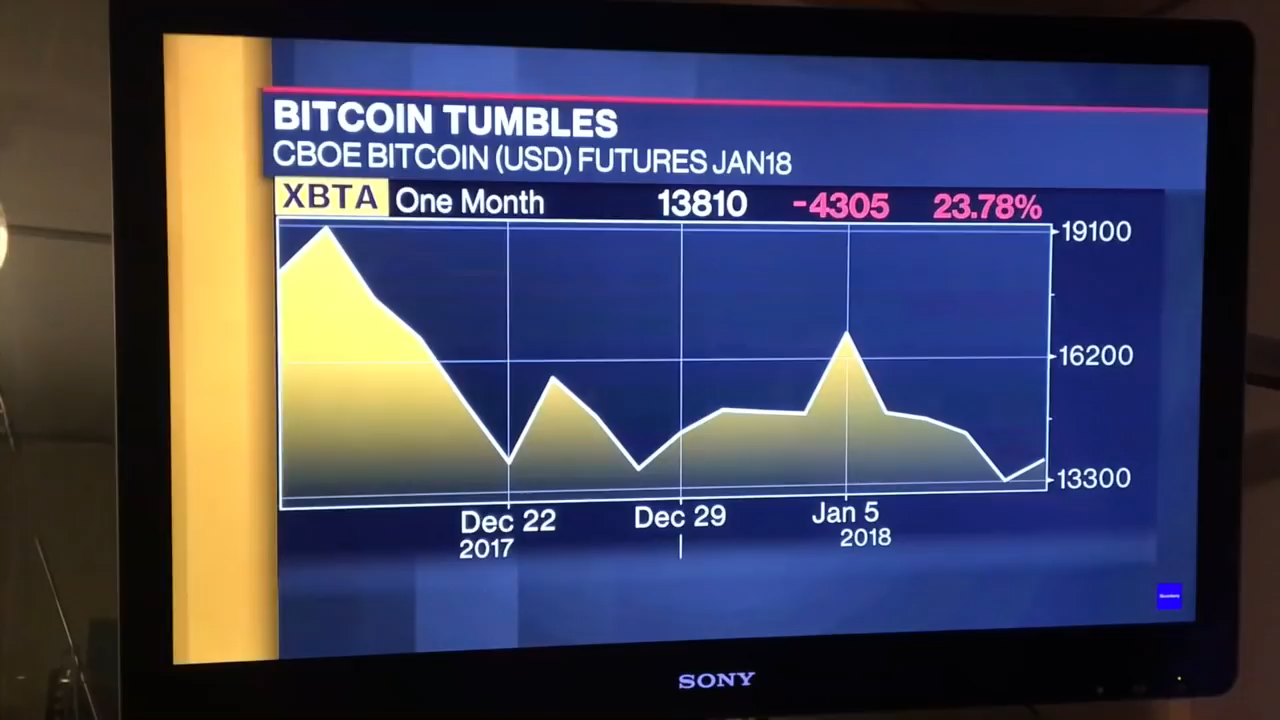 BITCOIN TUMBLES
CBOE BITCOIN (USD) FUTURES JAN18
XBTA One Month 13810 -4305 23.78%
19100
16200
13300
Dec 22 Dec 29 Jan 5
2017 2018
Bloomberg
SONY